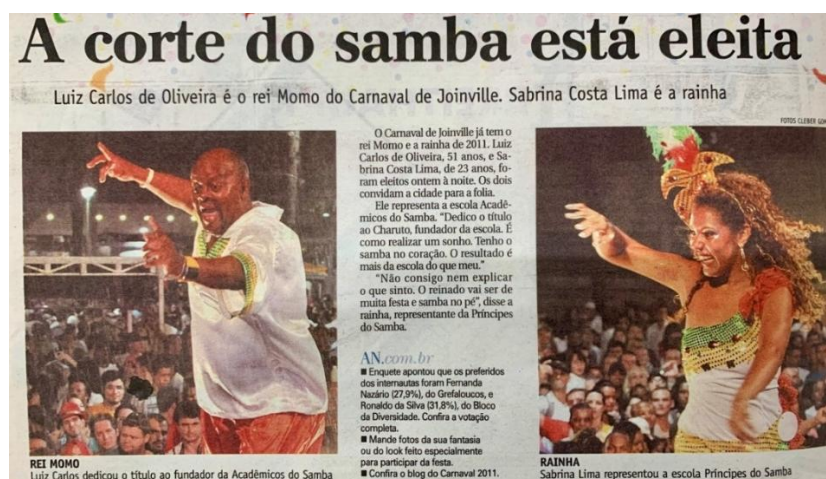 A corte do samba está eleita
Luiz Carlos de Oliveira é o rei Momo do Carnaval de Joinville. Sabrina Costa Lima é a rainha
FOTOS CLEBER GOM
O Carnaval de Joinville já tem o
rei Momo e a rainha de 2011. Luiz
Carlos de Oliveira, 51 anos, e Sa-
brina Costa Lima, de 23 anos, fo-
ram eleitos ontem à noite. Os dois
convidam a cidade para a folia.
Ele representa a escola Acadê-
micos do Samba. “Dedico o título
ao Charuto, fundador da escola. É
como realizar um sonho. Tenho o
samba no coração. O resultado é
mais da escola do que meu.”
“Não consigo nem explicar
o que sinto. O reinado vai ser de
muita festa e samba no pé”, disse a
rainha, representante da Príncipes
do Samba.
AN.com.br
■ Enquete apontou que os preferidos
dos internautas foram Fernanda
Nazário (27,9%), do Grefaloucos, e
Ronaldo da Silva (31,8%), do Bloco
da Diversidade. Confira a votação
completa.
■ Mande fotos da sua fantasia
ou do look feito especialmente
para participar da festa.
■ Confira o blog do Carnaval 2011.
REI MOMO
Luiz Carlos dedicou o título ao fundador da Acadêmicos do Samba
RAINHA
Sabrina Lima representou a escola Príncipes do Samba